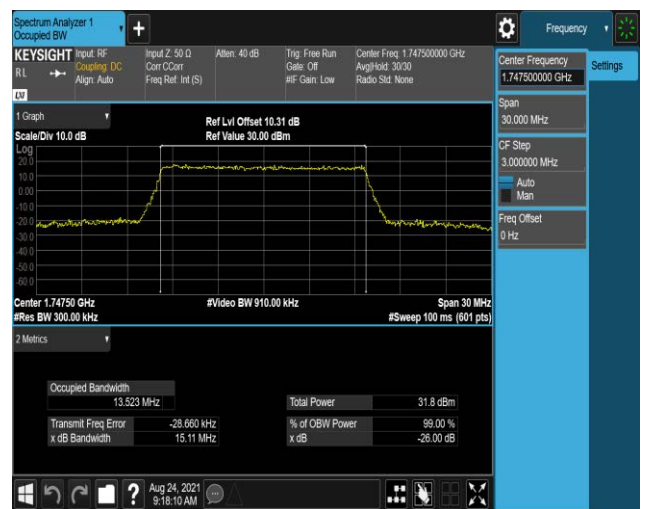 Spectrum Analyzer 1
Occupied BW
+
Frequency
KEYSIGHT
RL
LXI
Input: RF
Coupling: DC
Align: Auto
Input Z: 50 Ω
Corr CCorr
Freq Ref: Int (S)
Atten: 40 dB
Trig: Free Run
Gate: Off
#IF Gain: Low
Center Freq: 1.747500000 GHz
Avg|Hold: 30/30
Radio Std: None
Center Frequency
1.747500000 GHz
Settings
Span
30.000 MHz
CF Step
3.000000 MHz
Auto
Man
Freq Offset
0 Hz
1 Graph
Scale/Div 10.0 dB
Ref Lvl Offset 10.31 dB
Ref Value 30.00 dBm
Log
20.0
10.0
0.00
-10.0
-20.0
-30.0
-40.0
-50.0
-60.0
Center 1.74750 GHz
#Video BW 910.00 kHz
Span 30 MHz
#Res BW 300.00 kHz
#Sweep 100 ms (601 pts)
2 Metrics
Occupied Bandwidth
13.523 MHz
Total Power 31.8 dBm
Transmit Freq Error -28.660 kHz
% of OBW Power 99.00 %
x dB Bandwidth 15.11 MHz
x dB -26.00 dB
?
Aug 24, 2021
9:18:10 AM